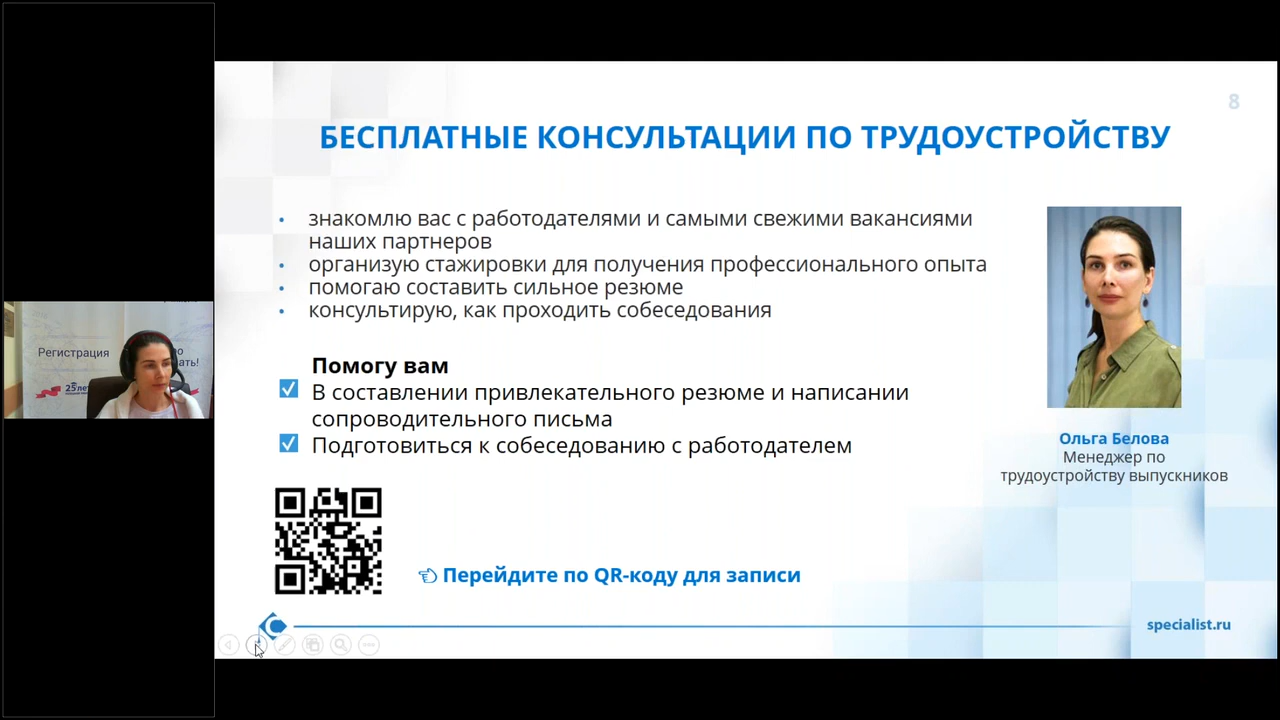 8
БЕСПЛАТНЫЕ КОНСУЛЬТАЦИИ ПО ТРУДОУСТРОЙСТВУ
• знакомлю вас с работодателями и самыми свежими вакансиями
наших партнеров
• организую стажировки для получения профессионального опыта
• помогаю составить сильное резюме
• консультирую, как проходить собеседования
Помогу вам
В составлении привлекательного резюме и написании
сопроводительного письма
Подготовиться к собеседованию с работодателем
Ольга Белова
Менеджер по
трудоустройству выпускников
Перейдите по QR-коду для записи
specialist.ru
Регистрация
25 лет